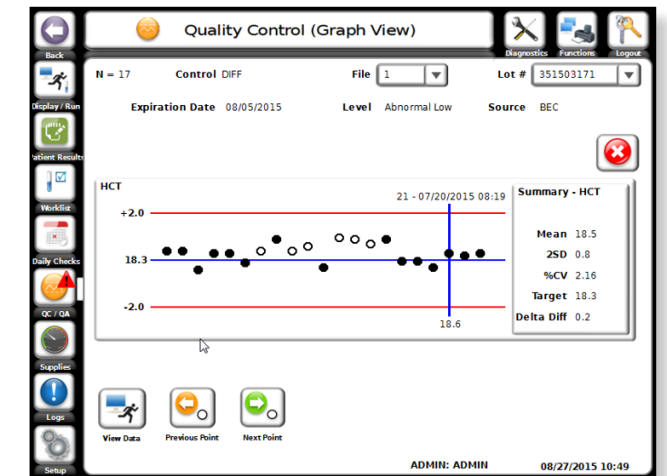 Quality Control (Graph View)
Back
Diagnostics
Functions
Logout
N = 17 Control DIFF File 1 Lot # 351503171
Display / Run
Expiration Date 08/05/2015 Level Abnormal Low Source BEC
Patient Results
HCT
21 - 07/20/2015 08:19
Summary - HCT
+2.0
Worklist
Mean 18.5
18.3
2SD 0.8
Daily Checks
%CV 2.16
Target 18.3
-2.0
Delta Diff 0.2
QC / QA
18.6
Supplies
Logs
View Data
Previous Point
Next Point
Setup
ADMIN: ADMIN
08/27/2015 10:49